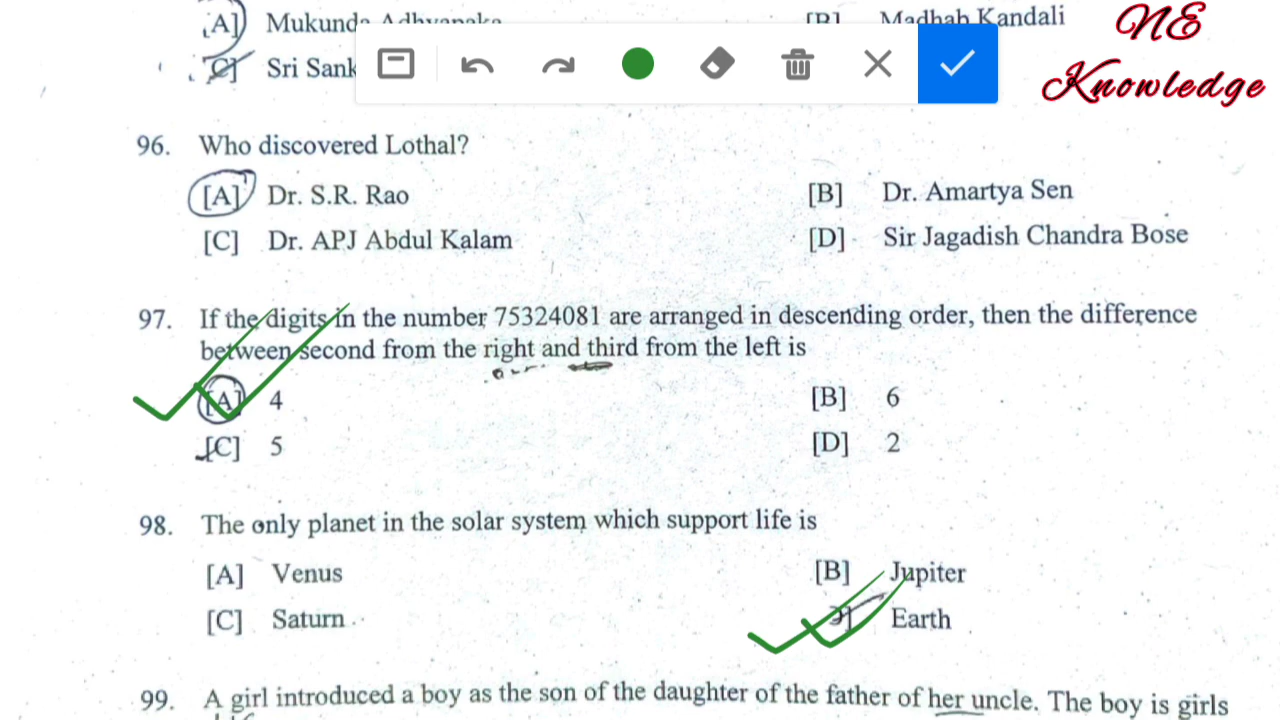 [A] Mukunda Adhyapaka [B] Madhab Kandali
[C] Sri Sank
NE
Knowledge
96. Who discovered Lothal?
[A] Dr. S.R. Rao [B] Dr. Amartya Sen
[C] Dr. APJ Abdul Kalam [D] Sir Jagadish Chandra Bose
97. If the digits in the number 75324081 are arranged in descending order, then the difference
between second from the right and third from the left is
[A] 4 [B] 6
[C] 5 [D] 2
98. The only planet in the solar system which support life is
[A] Venus [B] Jupiter
[C] Saturn Earth
99. A girl introduced a boy as the son of the daughter of the father of her uncle. The boy is girls